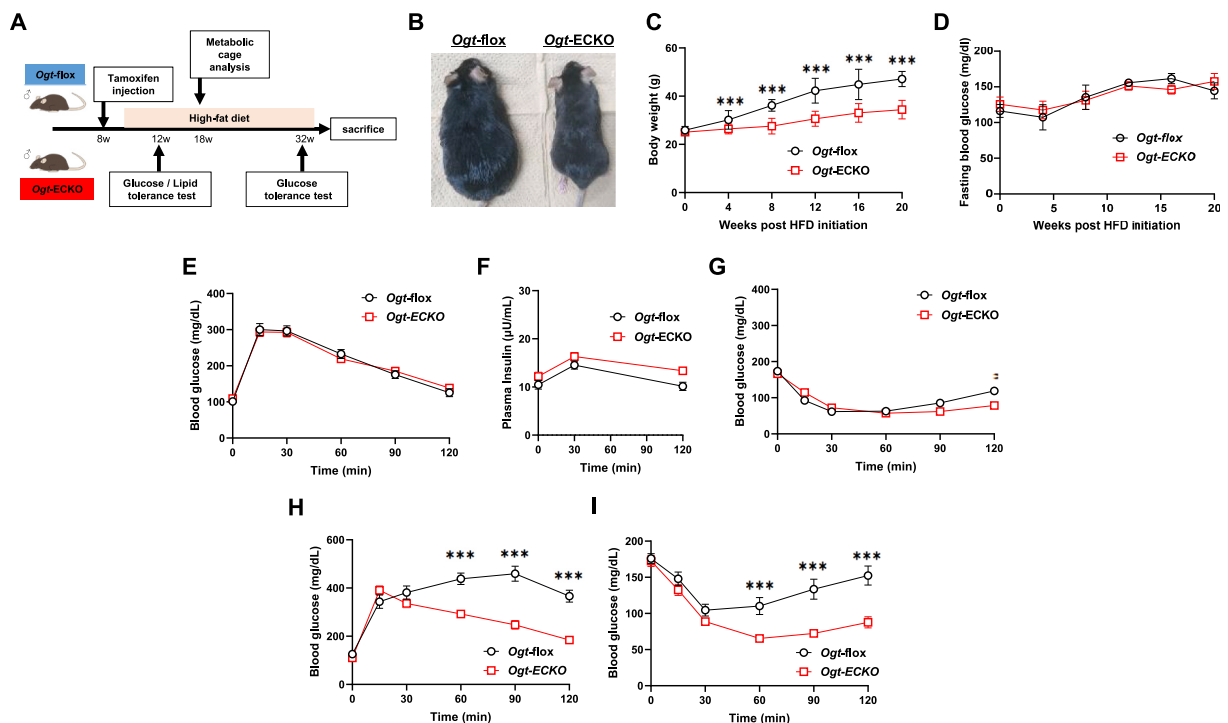 A
Metabolic
cage
analysis
Ogt-flox
Tamoxifen
injection
♂
High-fat diet
sacrifice
8w
12w
18w
32w
♂
Ogt-ECKO
Glucose / Lipid
tolerance test
Glucose
tolerance test
B
Ogt-flox Ogt-ECKO
C
Body weight (g)
60
40
20
0
*** *** *** *** ***
Ogt-flox
Ogt-ECKO
0 4 8 12 16 20
Weeks post HFD initiation
D
Fasting blood glucose (mg/dl)
200
150
100
50
0
Ogt-flox
Ogt-ECKO
0 5 10 15 20
Weeks post HFD initiation
E
Blood glucose (mg/dL)
400
300
200
100
0
Ogt-flox
Ogt-ECKO
0 30 60 90 120
Time (min)
F
Plasma Insulin (µU/mL)
30
20
10
0
Ogt-flox
Ogt-ECKO
0 30 60 90 120
Time (min)
G
Blood glucose (mg/dL)
400
300
200
100
0
Ogt-flox
Ogt-ECKO
0 30 60 90 120
Time (min)
H
Blood glucose (mg/dL)
600
400
200
0
*** *** ***
Ogt-flox
Ogt-ECKO
0 30 60 90 120
Time (min)
I
Blood glucose (mg/dL)
200
150
100
50
0
*** *** ***
Ogt-flox
Ogt-ECKO
0 30 60 90 120
Time (min)